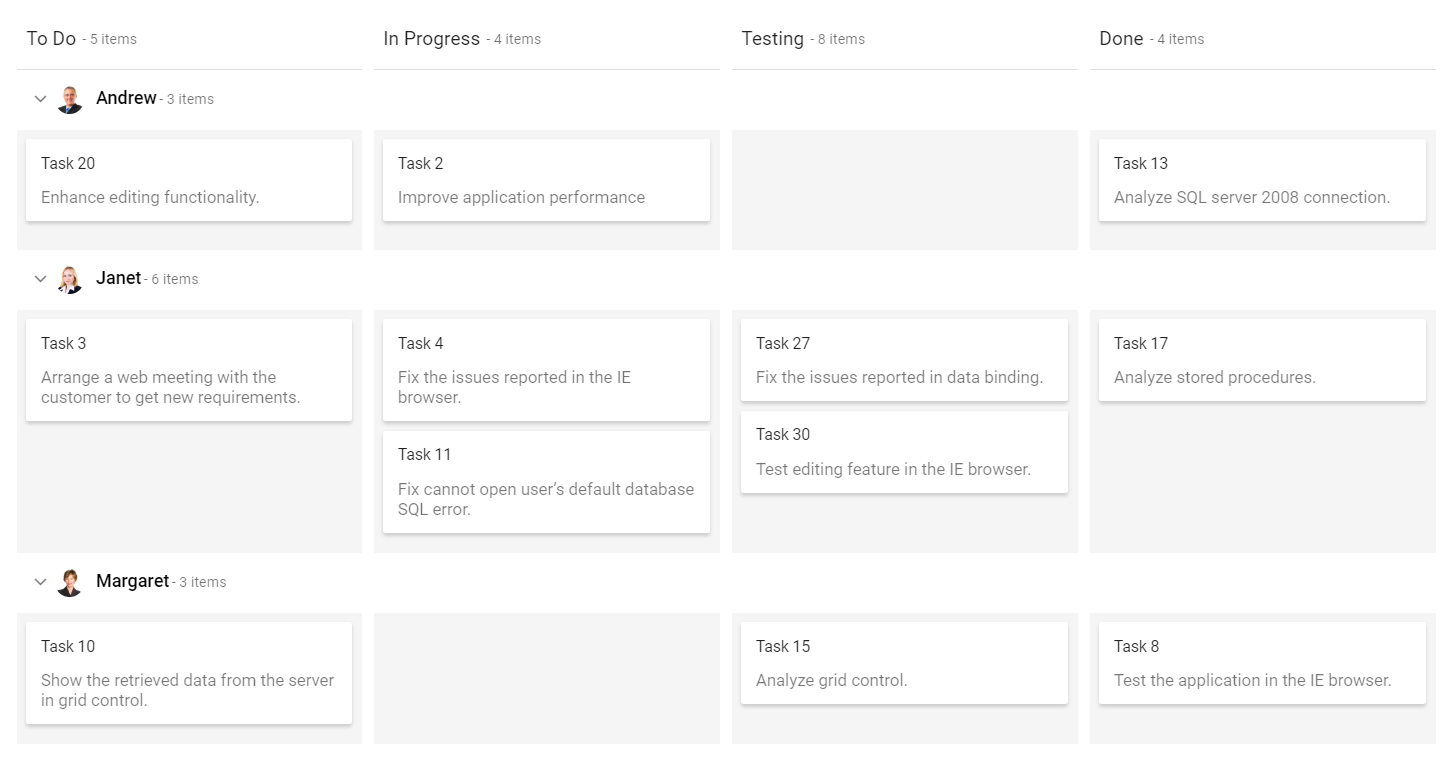 To Do - 5 items
In Progress - 4 items
Testing - 8 items
Done - 4 items
Andrew - 3 items
Task 20
Enhance editing functionality.
Task 2
Improve application performance
Task 13
Analyze SQL server 2008 connection.
Janet - 6 items
Task 3
Arrange a web meeting with the
customer to get new requirements.
Task 4
Fix the issues reported in the IE
browser.
Task 11
Fix cannot open user’s default database
SQL error.
Task 27
Fix the issues reported in data binding.
Task 30
Test editing feature in the IE browser.
Task 17
Analyze stored procedures.
Margaret - 3 items
Task 10
Show the retrieved data from the server
in grid control.
Task 15
Analyze grid control.
Task 8
Test the application in the IE browser.